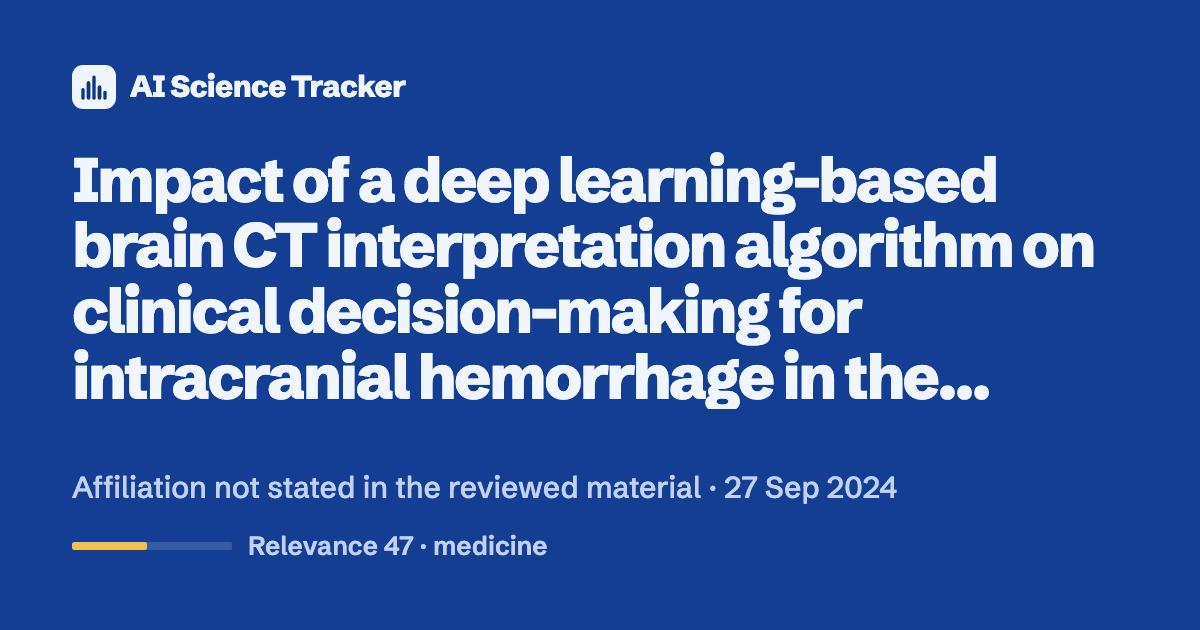 AI Science Tracker
Impact of a deep learning-based
brain CT interpretation algorithm on
clinical decision-making for
intracranial hemorrhage in the...
Affiliation not stated in the reviewed material · 27 Sep 2024
Relevance 47 · medicine